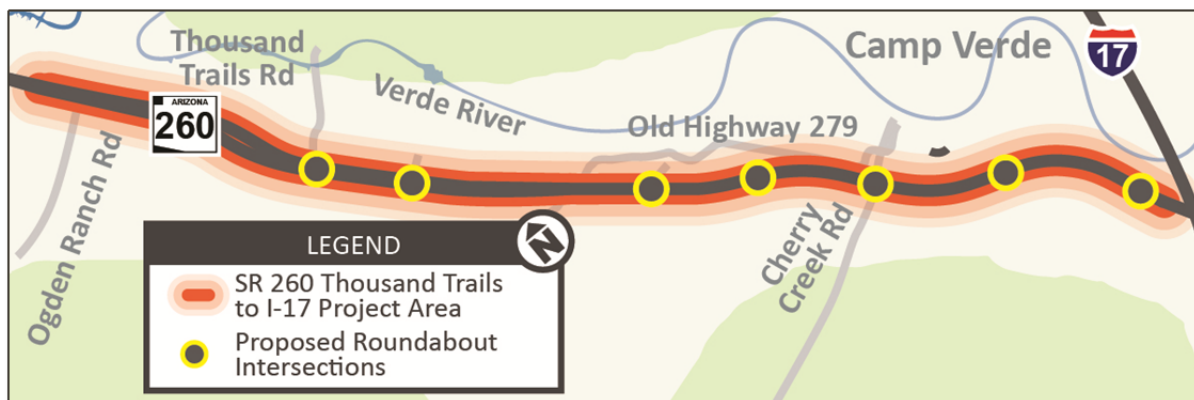 Thousand
Trails Rd
Verde River
Camp Verde
17
ARIZONA
260
Old Highway 279
Ogden Ranch Rd
Cherry
Creek Rd
N
LEGEND
SR 260 Thousand Trails
to I-17 Project Area
Proposed Roundabout
Intersections